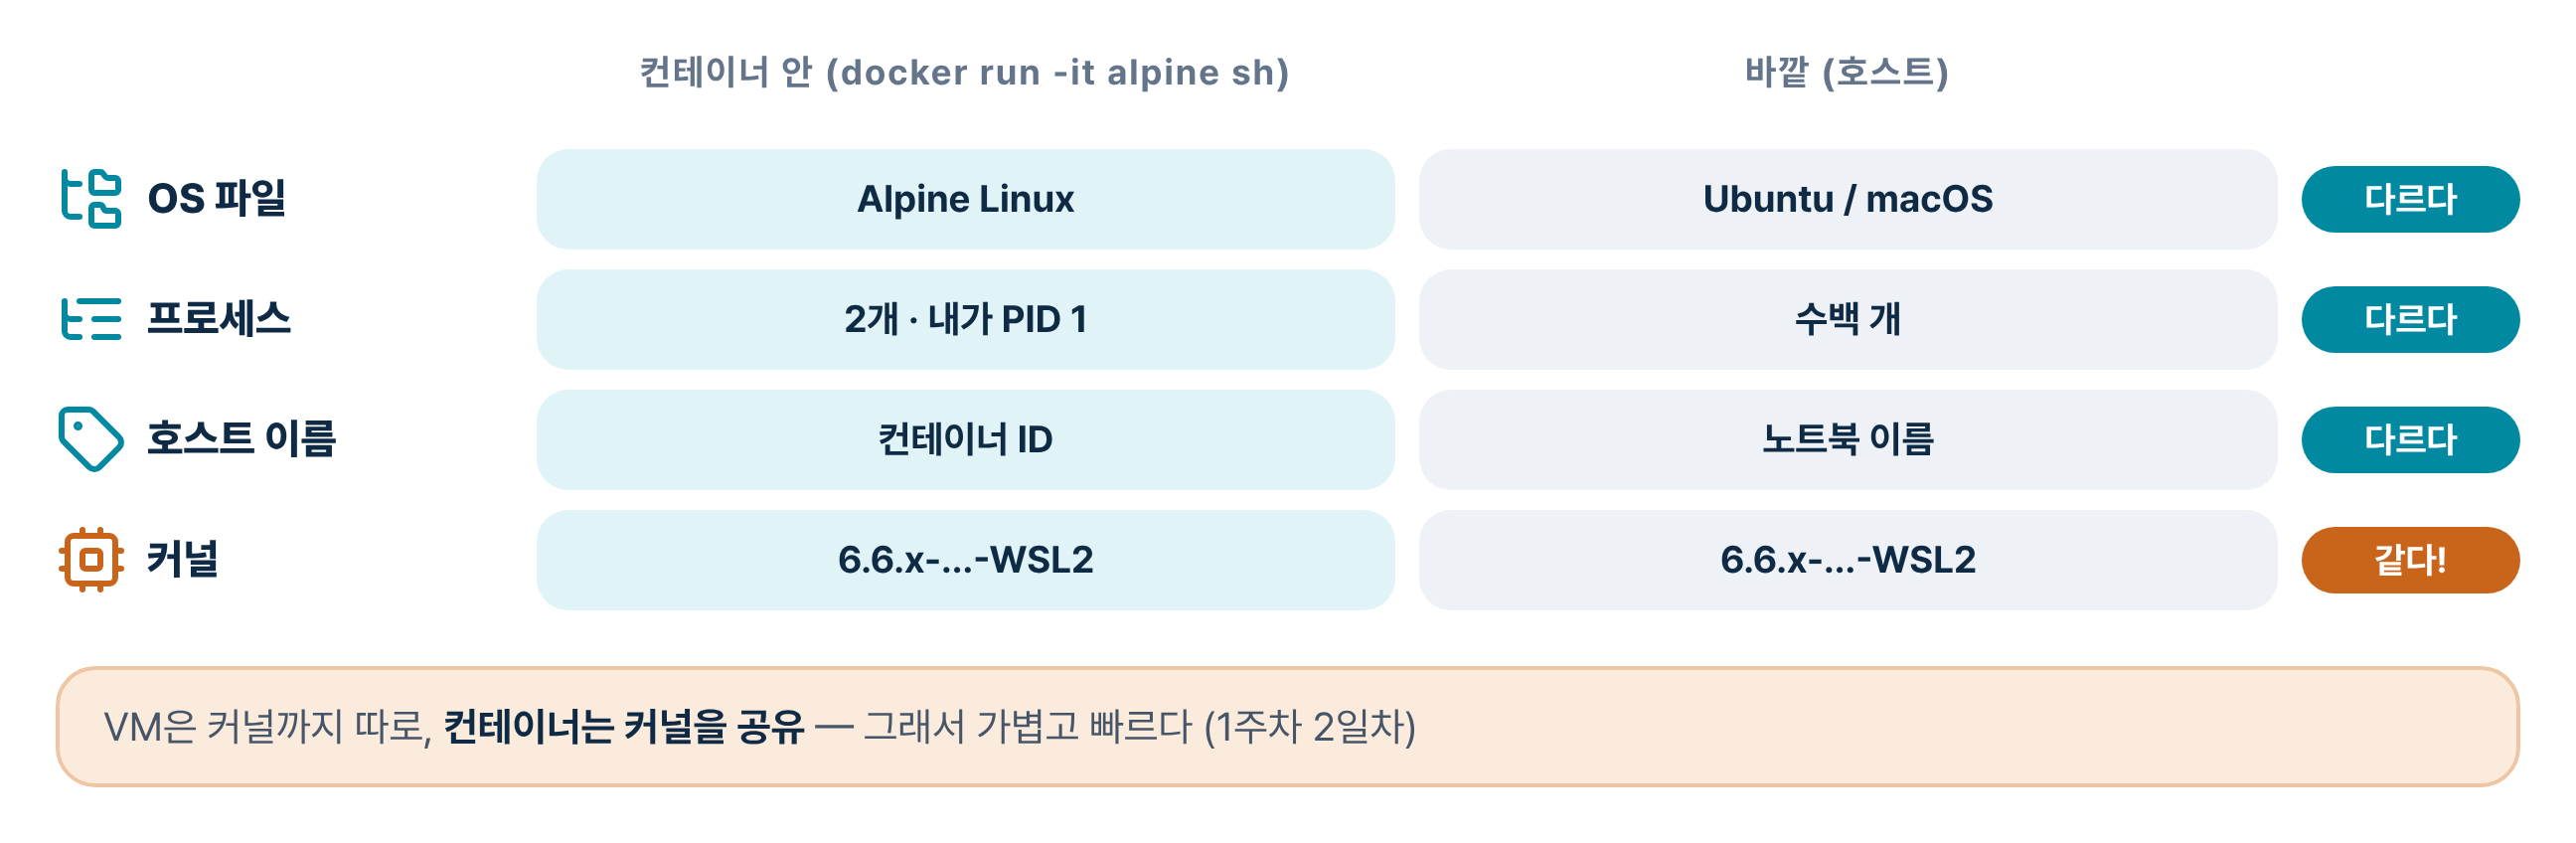 컨테이너 안 (docker run -it alpine sh) 바깥 (호스트)
OS 파일 Alpine Linux Ubuntu / macOS 다르다
프로세스 2개 · 내가 PID 1 수백 개 다르다
호스트 이름 컨테이너 ID 노트북 이름 다르다
커널 6.6.x-...-WSL2 6.6.x-...-WSL2 같다!
VM은 커널까지 따로, 컨테이너는 커널을 공유 — 그래서 가볍고 빠르다 (1주차 2일차)